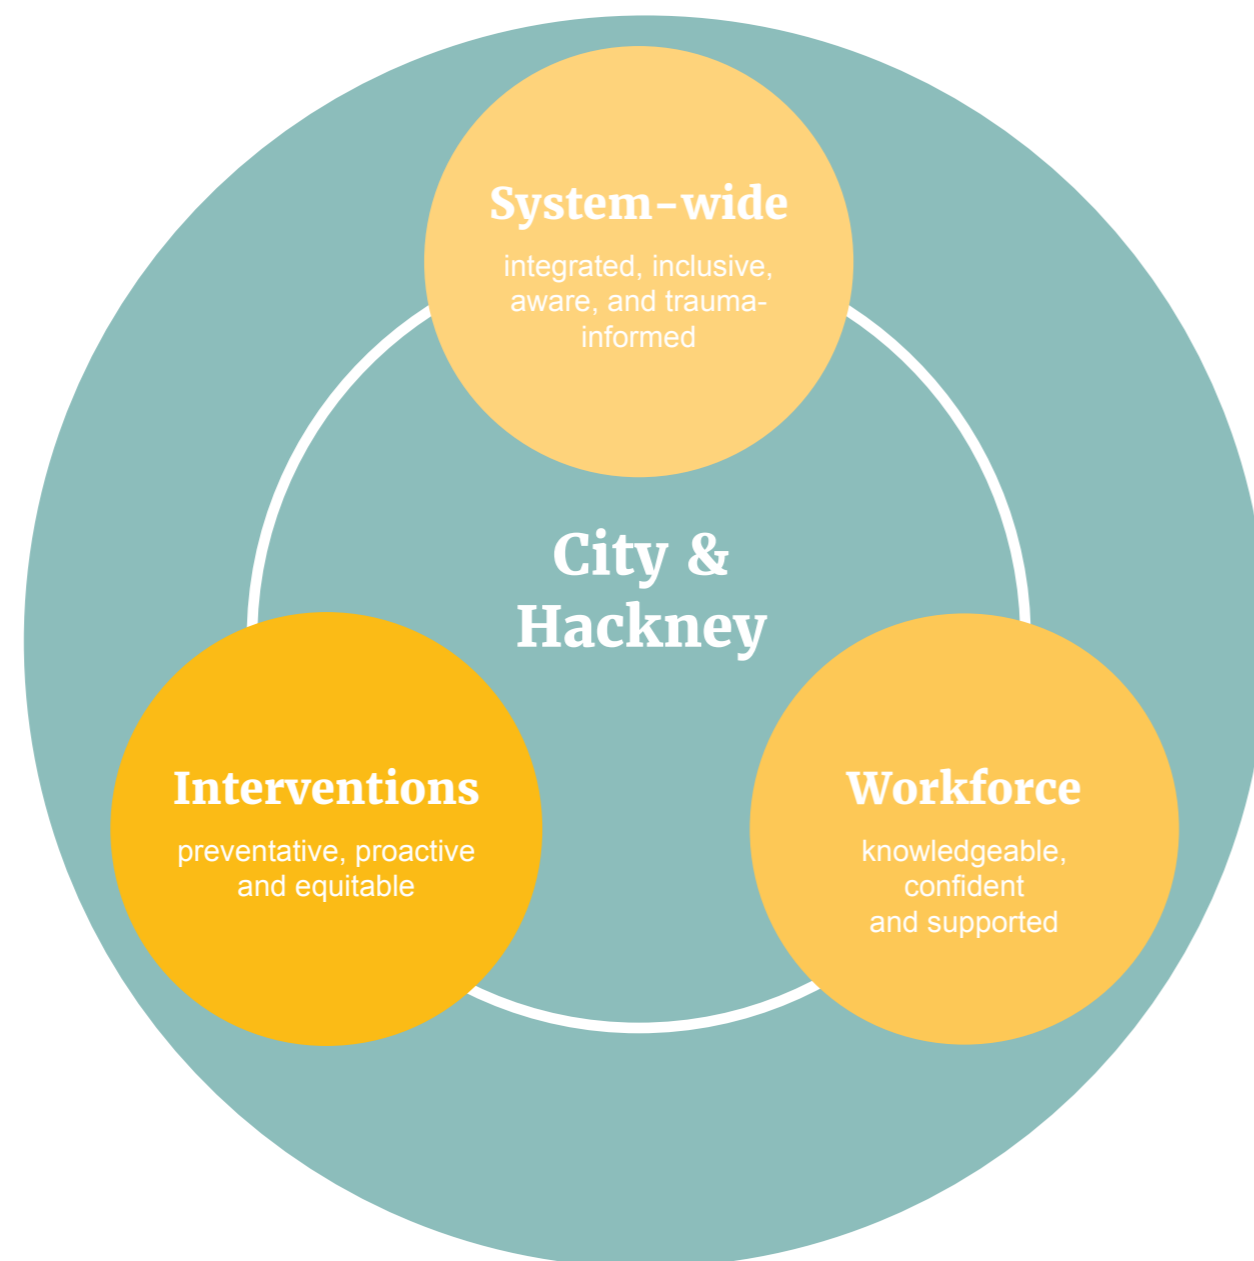 System-wide
integrated, inclusive,
aware, and trauma-
informed
City &
Hackney
Interventions
preventative, proactive
and equitable
Workforce
knowledgeable,
confident
and supported